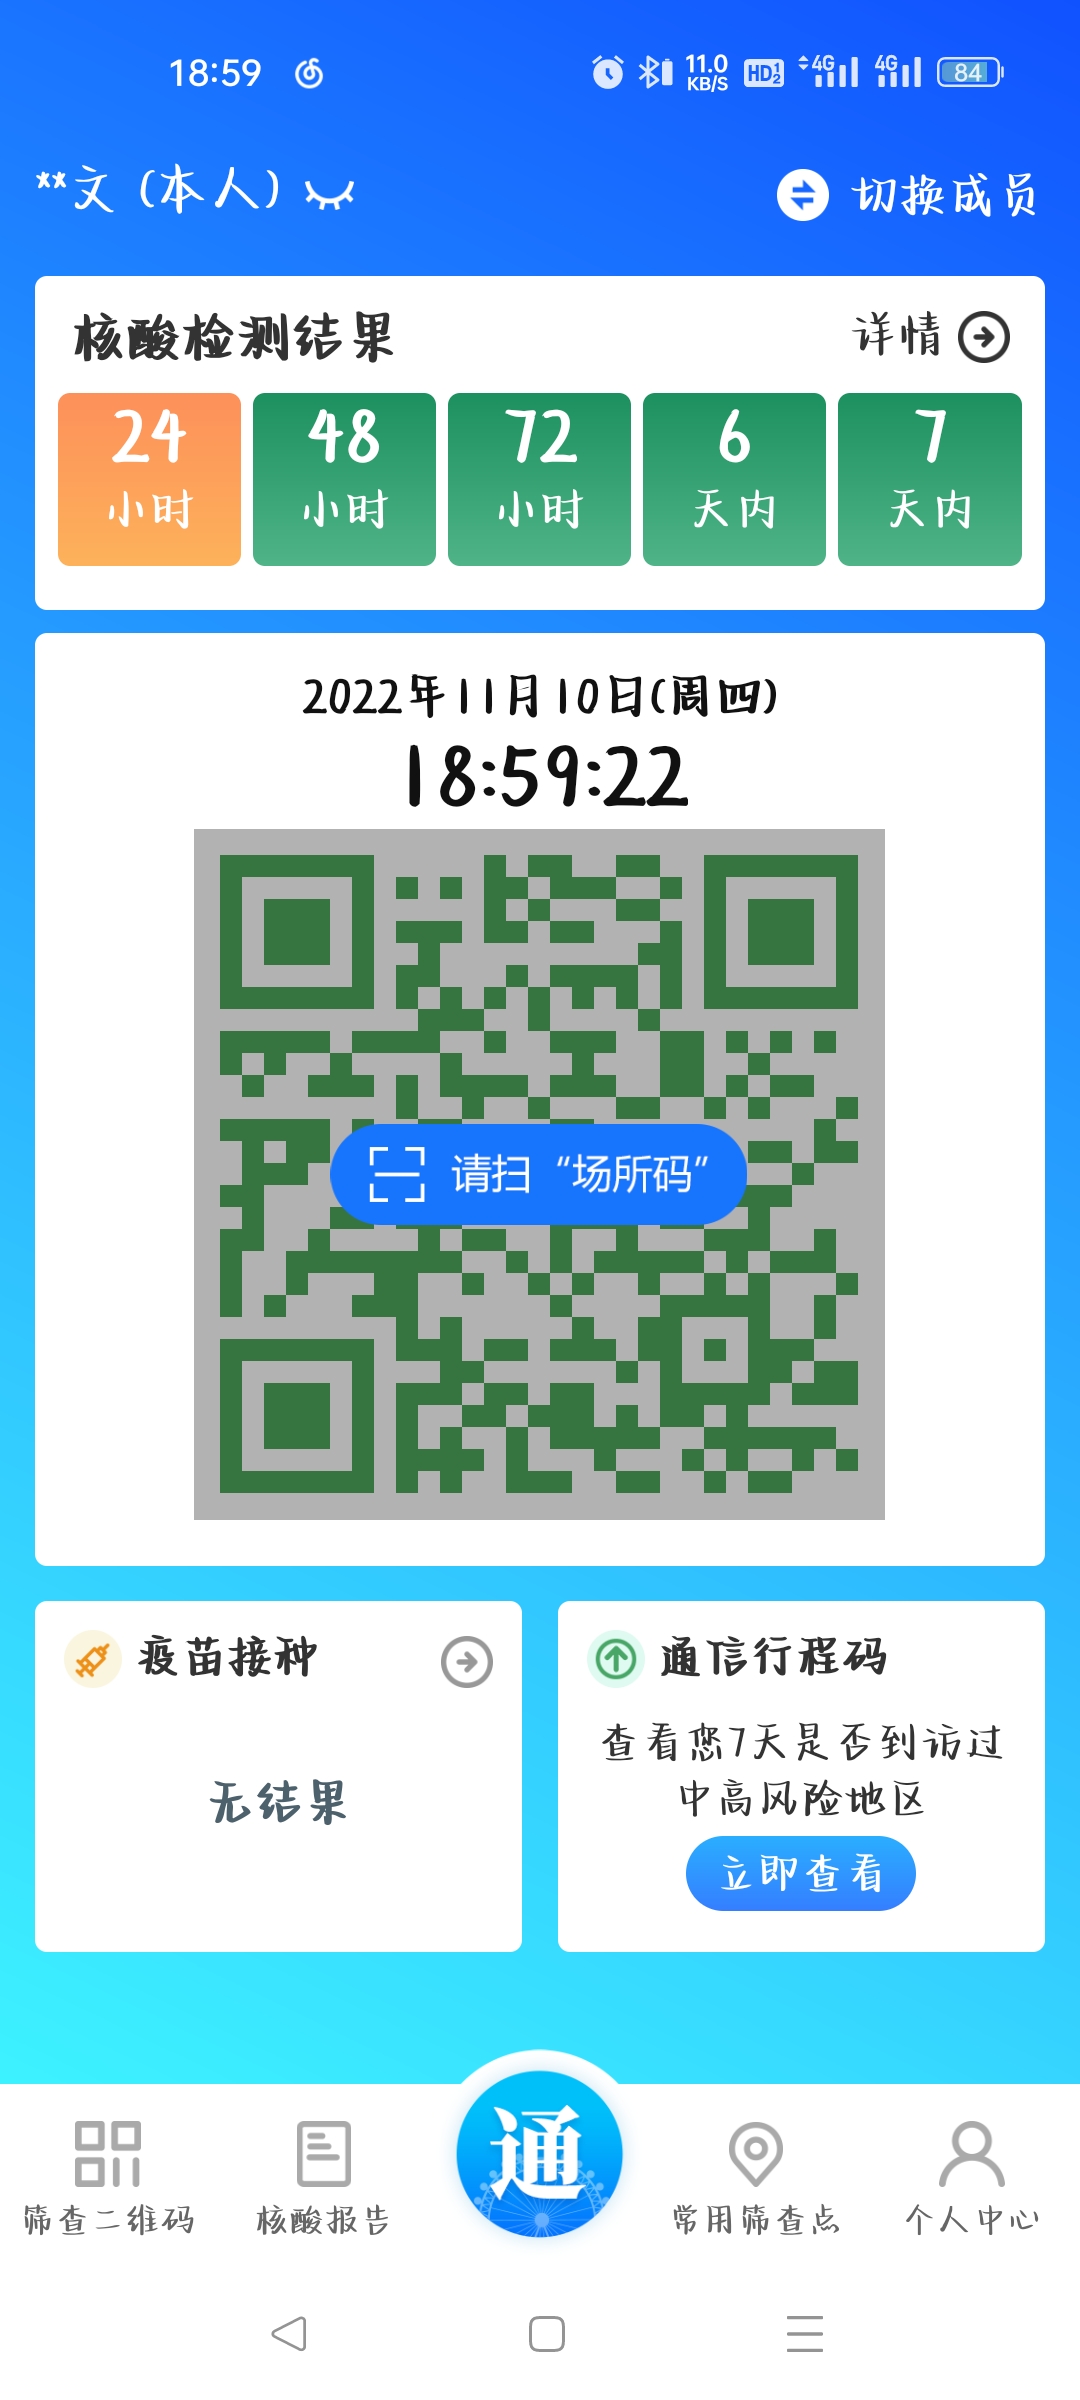 18:59
11.0
KB/S
HD 1 2
4G
4G
84
**文（本人）
切换成员
核酸检测结果
详情
24
小时
48
小时
72
小时
6
天内
7
天内
2022年11月10日(周四)
18:59:22
请扫“场所码”
疫苗接种
无结果
通信行程码
查看您7天是否到访过
中高风险地区
立即查看
通
筛查二维码
核酸报告
常用筛查点
个人中心